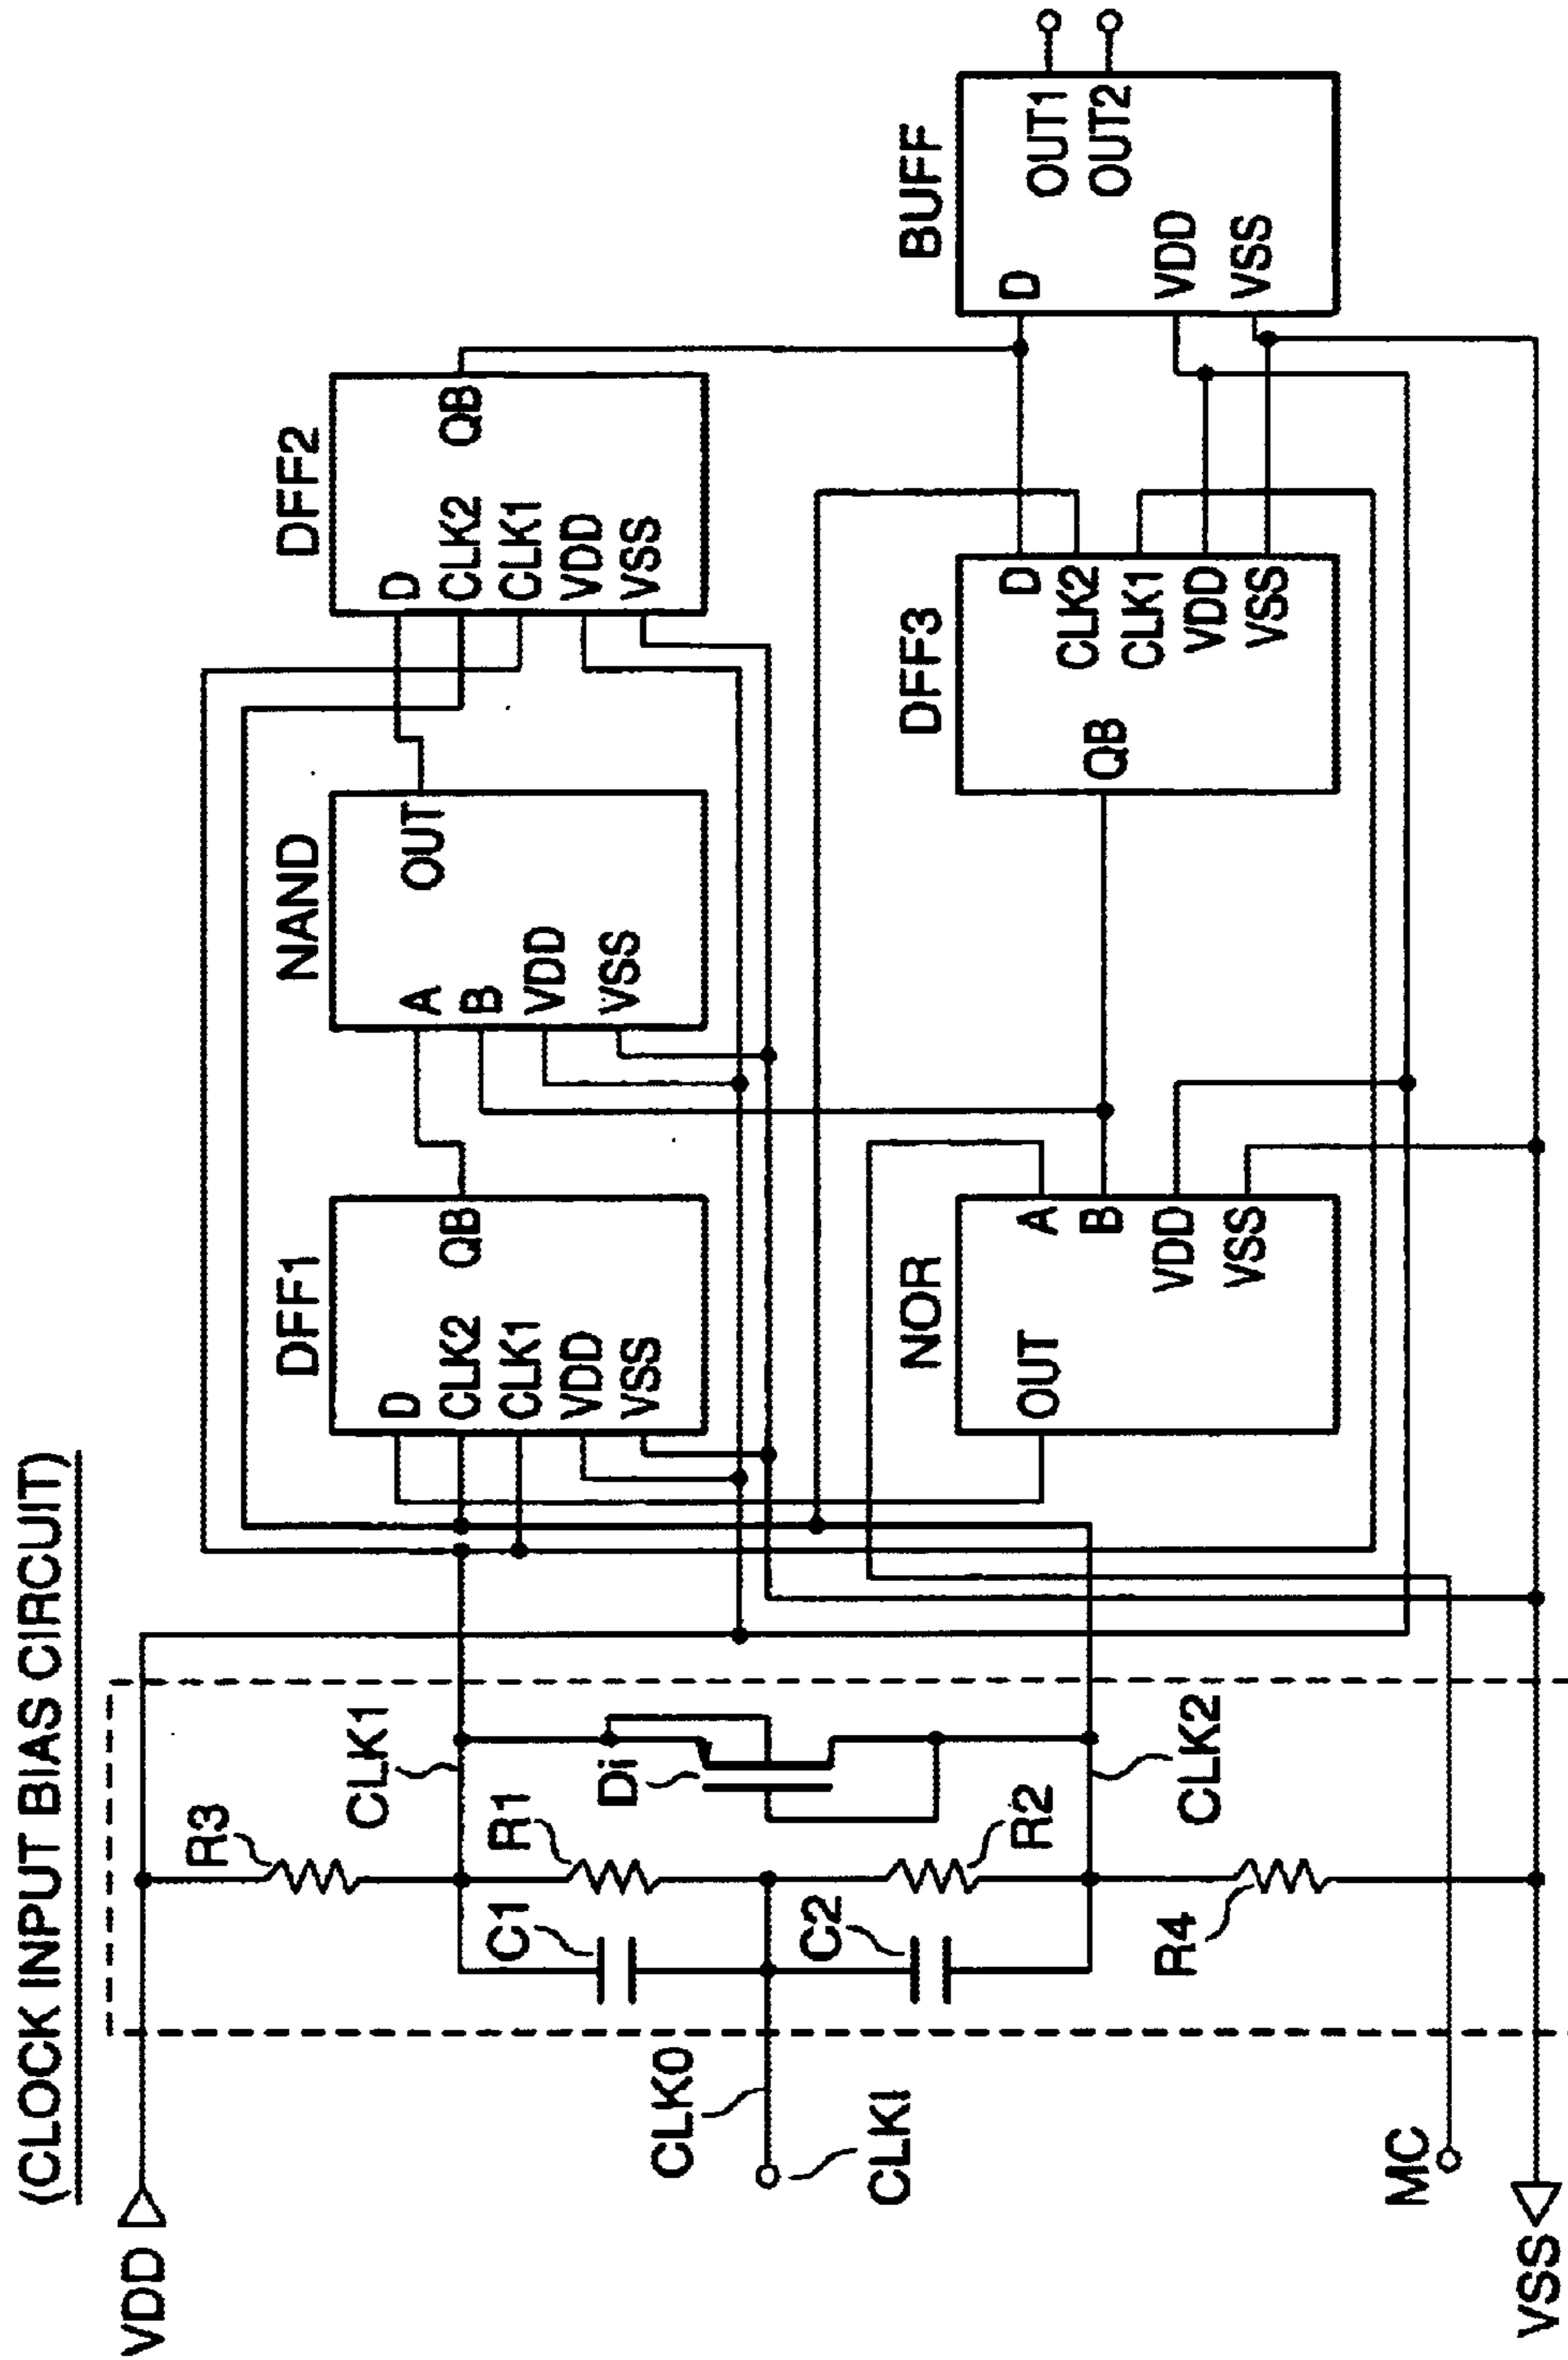 (CLOCK INPUT BIAS CIRCUIT)
VDD
R3
CLK1
C1
R1
Di
CLK0
CLKI
C2
R2
CLK2
R4
MC
VSS
DFF1
D
CLK2
CLK1
VDD
VSS
QB
NAND
A
B
VDD
VSS
OUT
DFF2
D
CLK2
CLK1
VDD
VSS
QB
NOR
OUT
A
B
VDD
VSS
DFF3
QB
D
CLK2
CLK1
VDD
VSS
BUFF
D
VDD
VSS
OUT1
OUT2